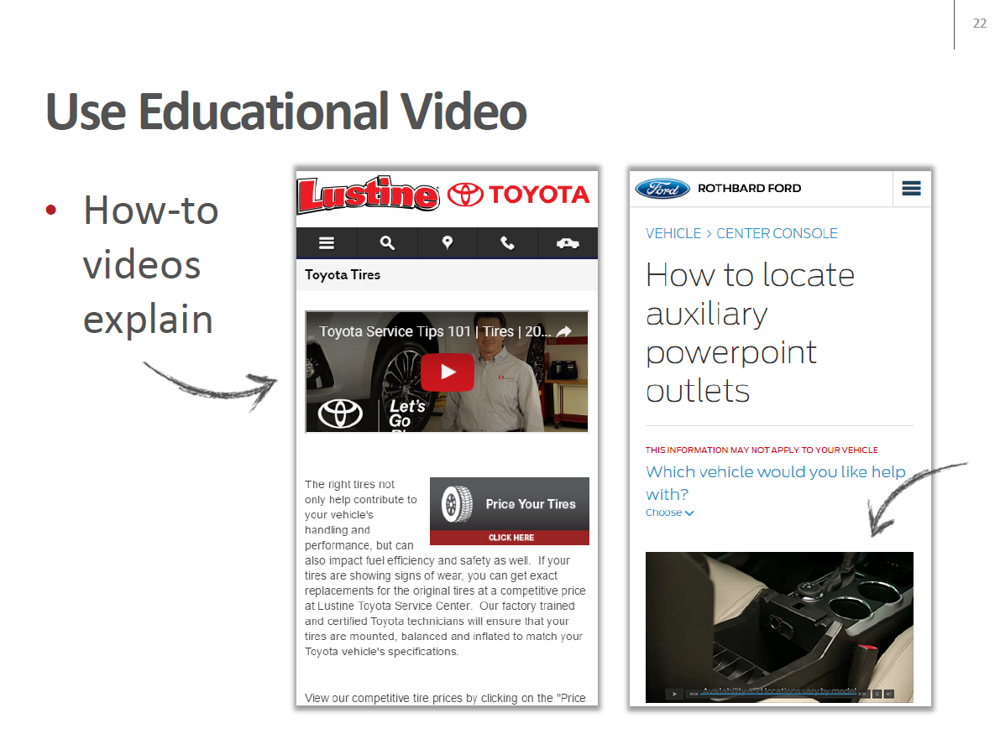 22
Use Educational Video
• How-to
videos
explain
Lustine TOYOTA
Toyota Tires
Toyota Service Tips 101 | Tires | 20...
Let's
Go
The right tires not
only help contribute to
your vehicle's
handling and
performance, but can
also impact fuel efficiency and safety as well. If your
tires are showing signs of wear, you can get exact
replacements for the original tires at a competitive price
at Lustine Toyota Service Center. Our factory trained
and certified Toyota technicians will ensure that your
tires are mounted, balanced and inflated to match your
Toyota vehicle's specifications.
Price Your Tires
CLICK HERE
View our competitive tire prices by clicking on the "Price
Ford ROTHBARD FORD
VEHICLE > CENTER CONSOLE
How to locate
auxiliary
powerpoint
outlets
THIS INFORMATION MAY NOT APPLY TO YOUR VEHICLE
Which vehicle would you like help
with?
Choose
Availability and locations vary by model